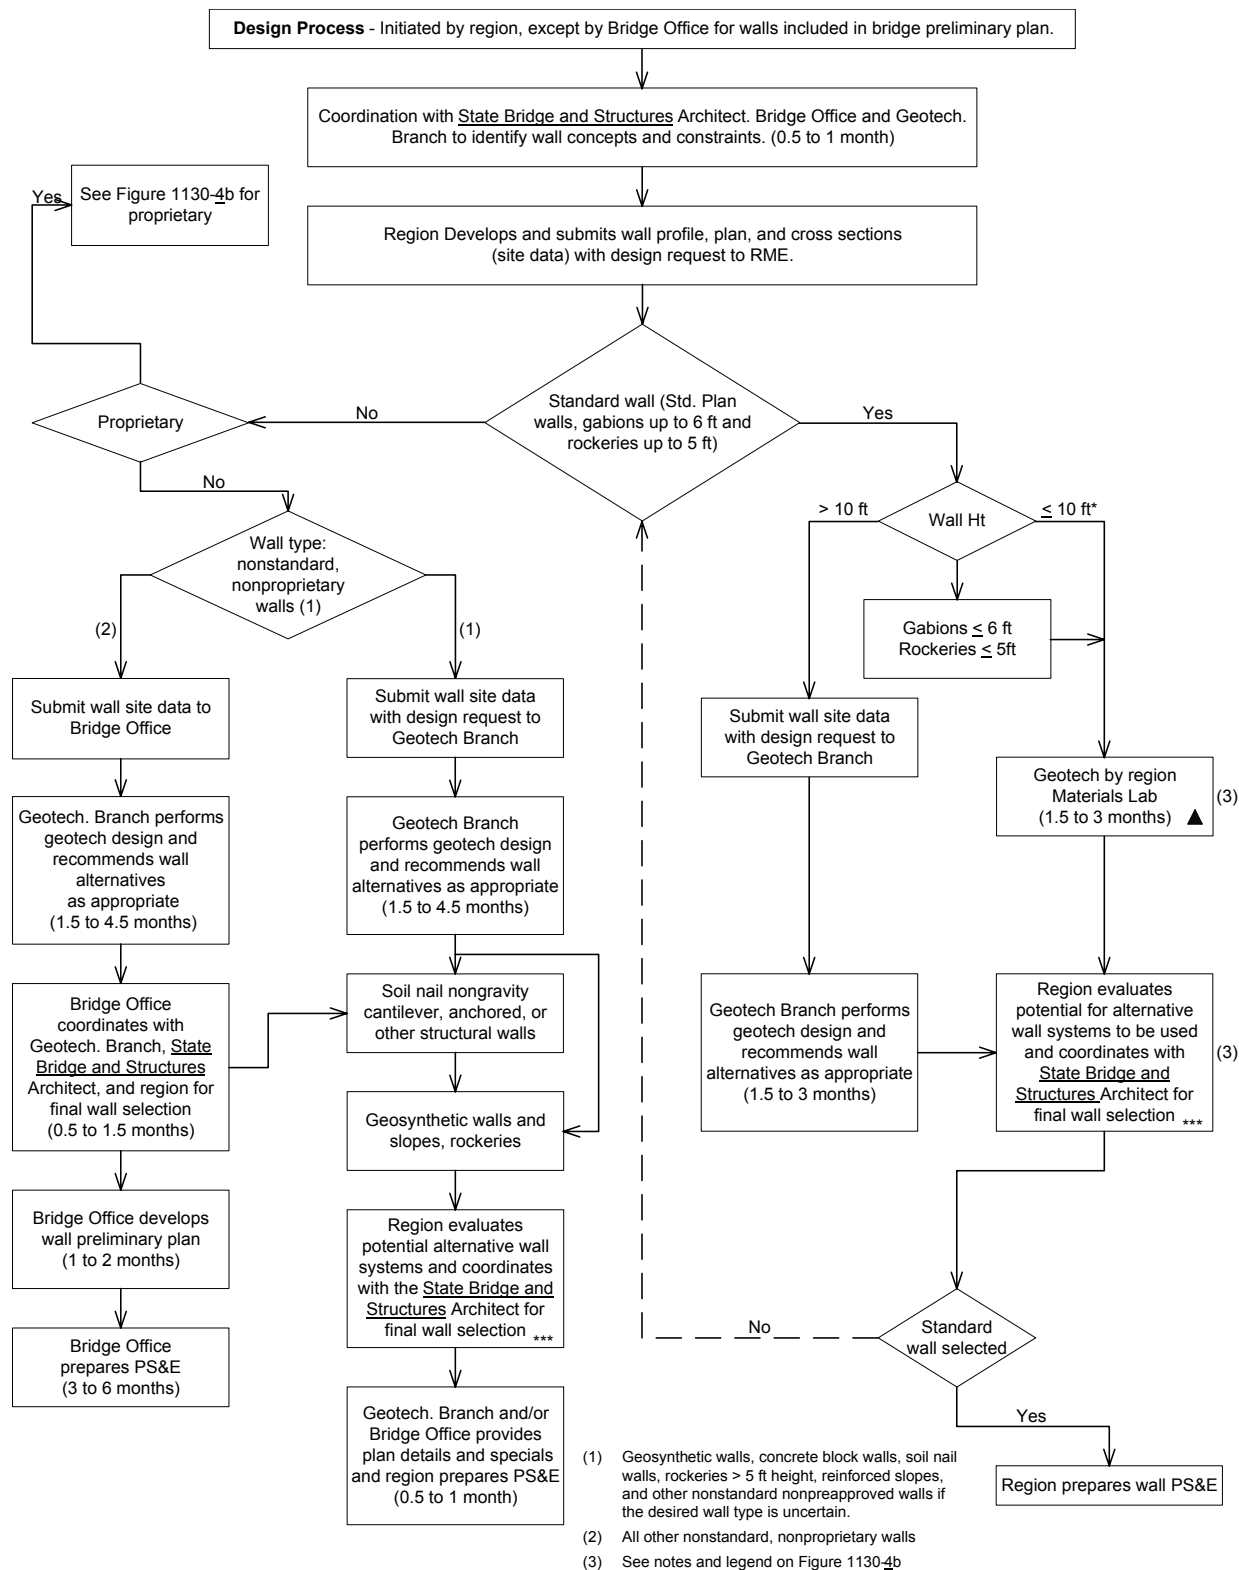 Design Process - Initiated by region, except by Bridge Office for walls included in bridge preliminary plan.
Coordination with State Bridge and Structures Architect. Bridge Office and Geotech.
Branch to identify wall concepts and constraints. (0.5 to 1 month)
Yes
See Figure 1130-4b for
proprietary
Region Develops and submits wall profile, plan, and cross sections
(site data) with design request to RME.
Proprietary
No
Standard wall (Std. Plan
walls, gabions up to 6 ft and
rockeries up to 5 ft)
Yes
No
Wall type:
nonstandard,
nonproprietary
walls (1)
> 10 ft
Wall Ht
≤ 10 ft*
Gabions ≤ 6 ft
Rockeries ≤ 5ft
(2)
(1)
Submit wall site data to
Bridge Office
Submit wall site data
with design request to
Geotech Branch
Submit wall site data
with design request to
Geotech Branch
Geotech by region
Materials Lab
(1.5 to 3 months) ▲
(3)
Geotech. Branch performs
geotech design and
recommends wall
alternatives
as appropriate
(1.5 to 4.5 months)
Geotech Branch
performs geotech design
and recommends wall
alternatives as appropriate
(1.5 to 4.5 months)
Bridge Office
coordinates with
Geotech. Branch, State
Bridge and Structures
Architect, and region for
final wall selection
(0.5 to 1.5 months)
Soil nail nongravity
cantilever, anchored, or
other structural walls
Geotech Branch performs
geotech design and
recommends wall
alternatives as appropriate
(1.5 to 3 months)
Region evaluates
potential for alternative
wall systems to be used
and coordinates with
State Bridge and
Structures Architect for
final wall selection ***
(3)
Geosynthetic walls and
slopes, rockeries
Bridge Office develops
wall preliminary plan
(1 to 2 months)
Region evaluates
potential alternative wall
systems and coordinates
with the State Bridge and
Structures Architect for
final wall selection ***
No
Standard
wall selected
Bridge Office
prepares PS&E
(3 to 6 months)
Geotech. Branch and/or
Bridge Office provides
plan details and specials
and region prepares PS&E
(0.5 to 1 month)
Yes
Region prepares wall PS&E
(1) Geosynthetic walls, concrete block walls, soil nail
walls, rockeries > 5 ft height, reinforced slopes,
and other nonstandard nonpreapproved walls if
the desired wall type is uncertain.
(2) All other nonstandard, nonproprietary walls
(3) See notes and legend on Figure 1130-4b